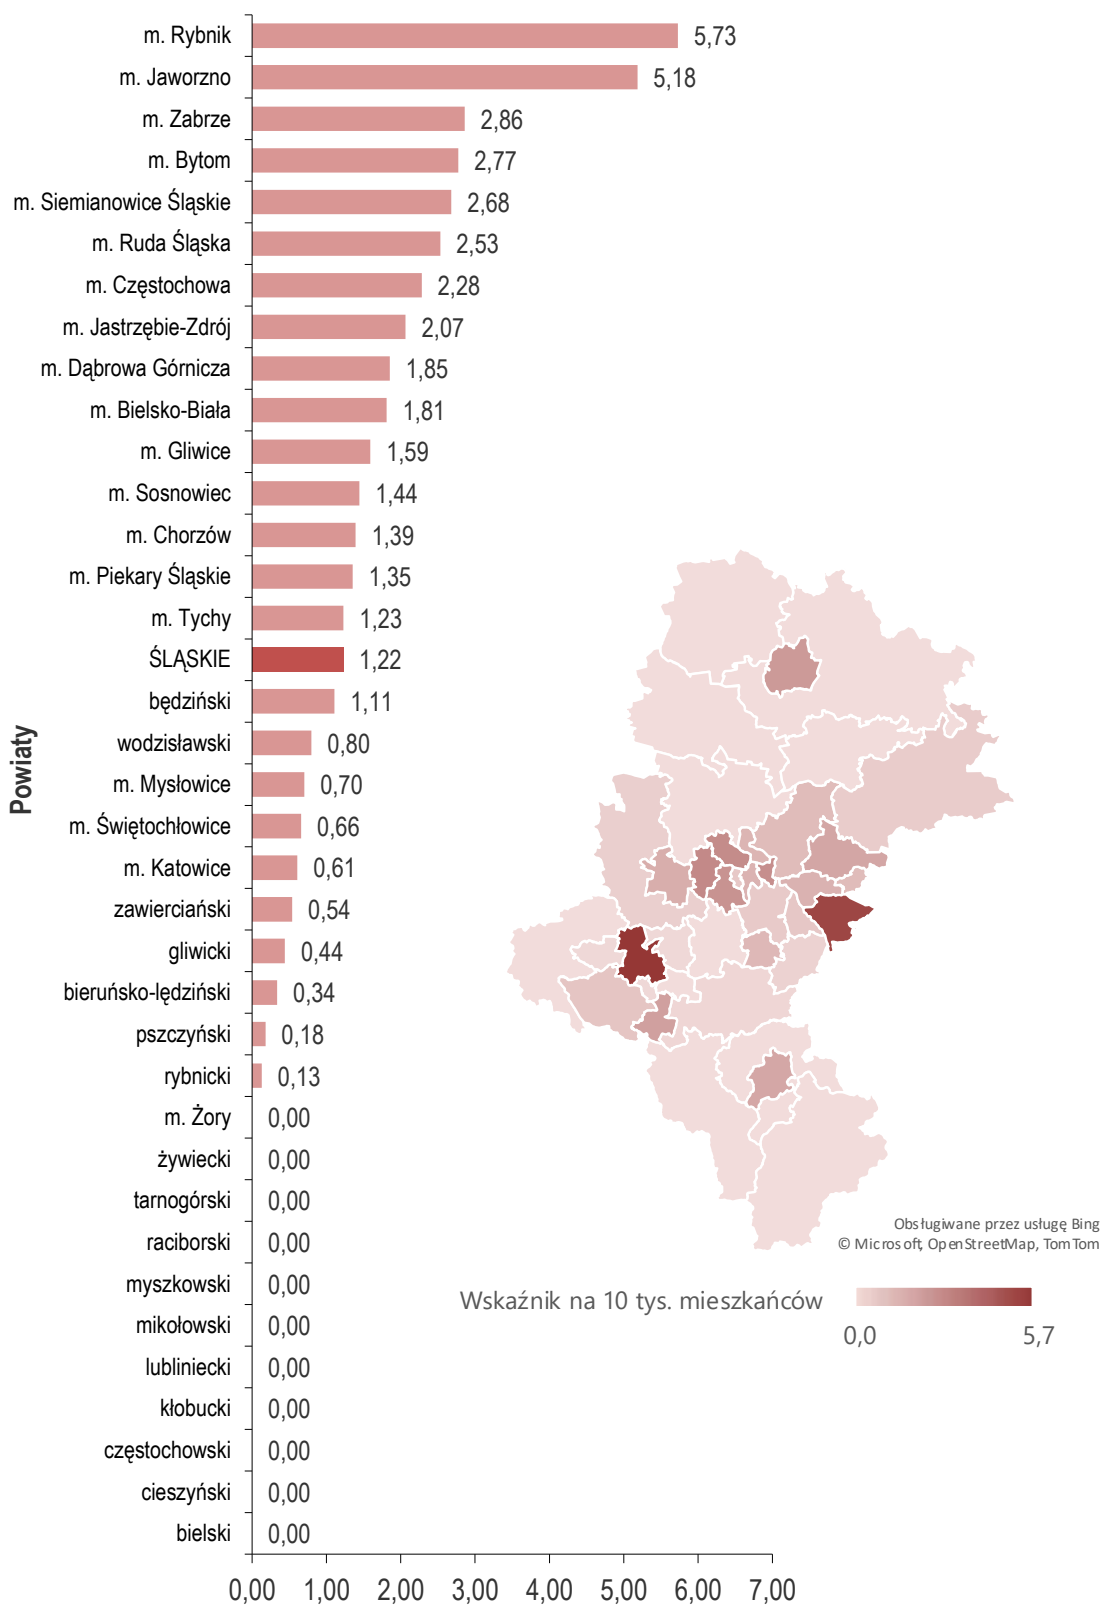 Powiaty
m. Rybnik 5,73
m. Jaworzno 5,18
m. Zabrze 2,86
m. Bytom 2,77
m. Siemianowice Śląskie 2,68
m. Ruda Śląska 2,53
m. Częstochowa 2,28
m. Jastrzębie-Zdrój 2,07
m. Dąbrowa Górnicza 1,85
m. Bielsko-Biała 1,81
m. Gliwice 1,59
m. Sosnowiec 1,44
m. Chorzów 1,39
m. Piekary Śląskie 1,35
m. Tychy 1,23
ŚLĄSKIE 1,22
będziński 1,11
wodzisławski 0,80
m. Mysłowice 0,70
m. Świętochłowice 0,66
m. Katowice 0,61
zawierciański 0,54
gliwicki 0,44
bieruńsko-lędziński 0,34
pszczyński 0,18
rybnicki 0,13
m. Żory 0,00
żywiecki 0,00
tarnogórski 0,00
raciborski 0,00
myszkowski 0,00
mikołowski 0,00
lubliniecki 0,00
kłobucki 0,00
częstochowski 0,00
cieszyński 0,00
bielski 0,00
0,00 1,00 2,00 3,00 4,00 5,00 6,00 7,00
Obsługiwane przez usługę Bing
© Microsoft, OpenStreetMap, TomTom
Wskaźnik na 10 tys. mieszkańców
0,0 5,7